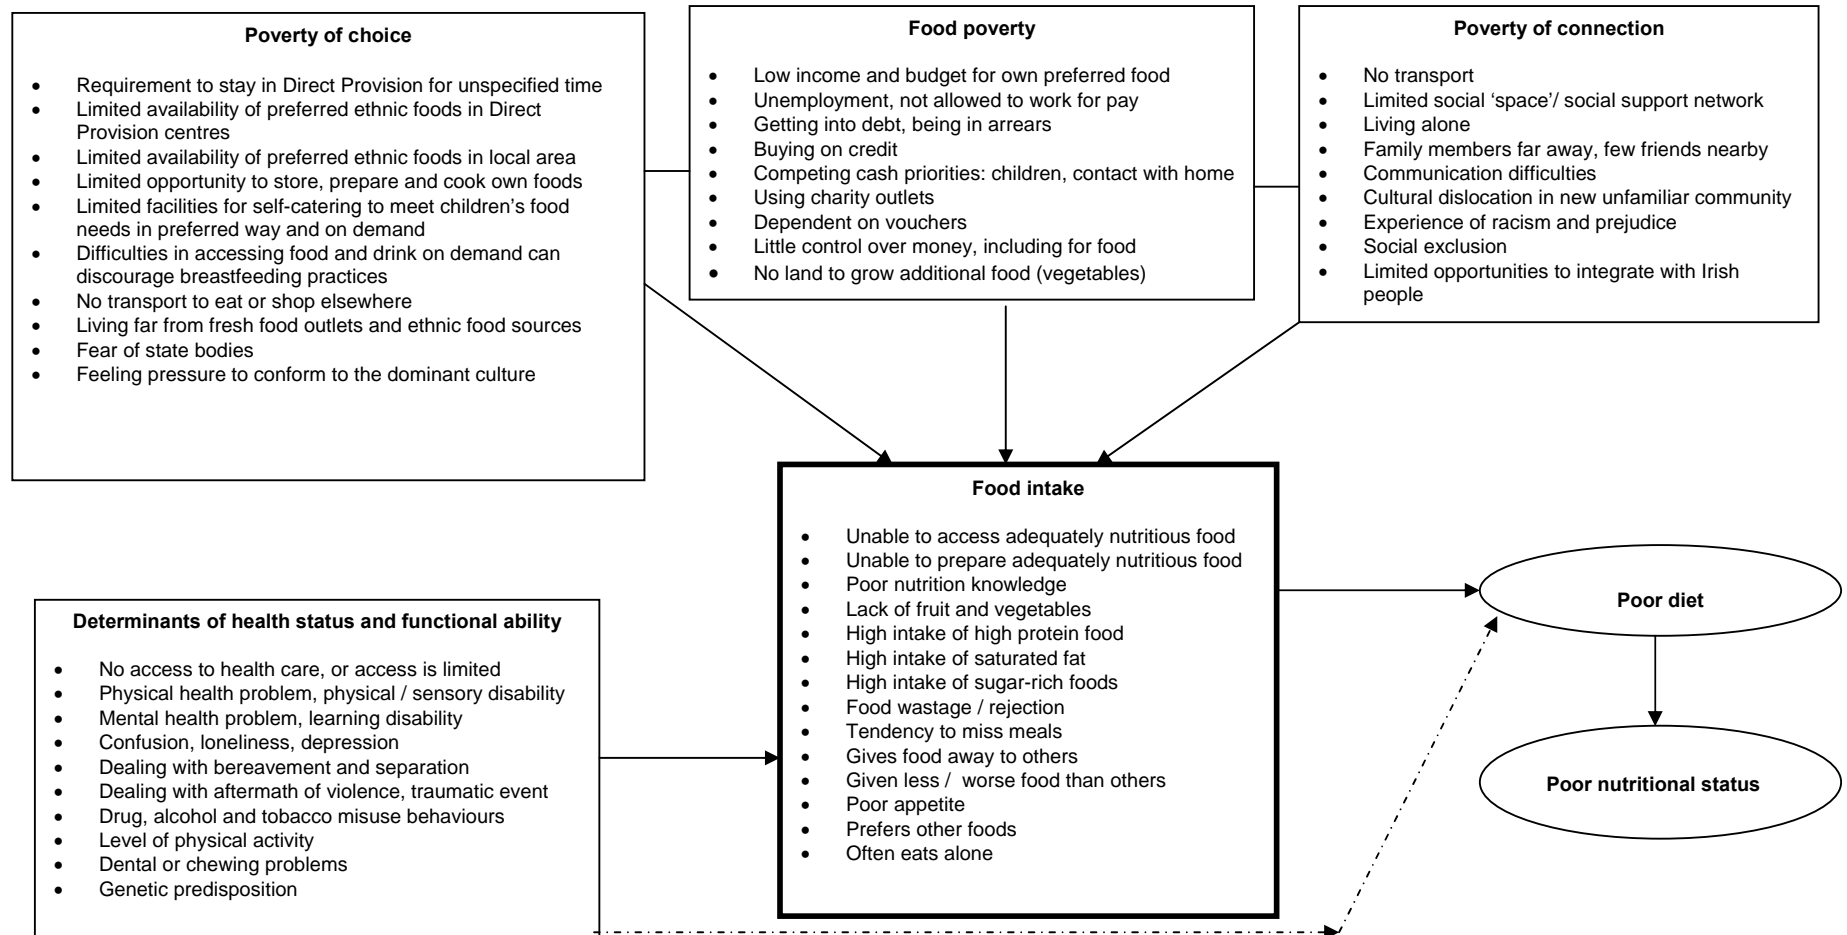 Poverty of choice
• Requirement to stay in Direct Provision for unspecified time
• Limited availability of preferred ethnic foods in Direct
Provision centres
• Limited availability of preferred ethnic foods in local area
• Limited opportunity to store, prepare and cook own foods
• Limited facilities for self-catering to meet children’s food
needs in preferred way and on demand
• Difficulties in accessing food and drink on demand can
discourage breastfeeding practices
• No transport to eat or shop elsewhere
• Living far from fresh food outlets and ethnic food sources
• Fear of state bodies
• Feeling pressure to conform to the dominant culture
Food poverty
• Low income and budget for own preferred food
• Unemployment, not allowed to work for pay
• Getting into debt, being in arrears
• Buying on credit
• Competing cash priorities: children, contact with home
• Using charity outlets
• Dependent on vouchers
• Little control over money, including for food
• No land to grow additional food (vegetables)
Poverty of connection
• No transport
• Limited social ‘space’/ social support network
• Living alone
• Family members far away, few friends nearby
• Communication difficulties
• Cultural dislocation in new unfamiliar community
• Experience of racism and prejudice
• Social exclusion
• Limited opportunities to integrate with Irish
people
Determinants of health status and functional ability
• No access to health care, or access is limited
• Physical health problem, physical / sensory disability
• Mental health problem, learning disability
• Confusion, loneliness, depression
• Dealing with bereavement and separation
• Dealing with aftermath of violence, traumatic event
• Drug, alcohol and tobacco misuse behaviours
• Level of physical activity
• Dental or chewing problems
• Genetic predisposition
Food intake
• Unable to access adequately nutritious food
• Unable to prepare adequately nutritious food
• Poor nutrition knowledge
• Lack of fruit and vegetables
• High intake of high protein food
• High intake of saturated fat
• High intake of sugar-rich foods
• Food wastage / rejection
• Tendency to miss meals
• Gives food away to others
• Given less / worse food than others
• Poor appetite
• Prefers other foods
• Often eats alone
Poor diet
Poor nutritional status